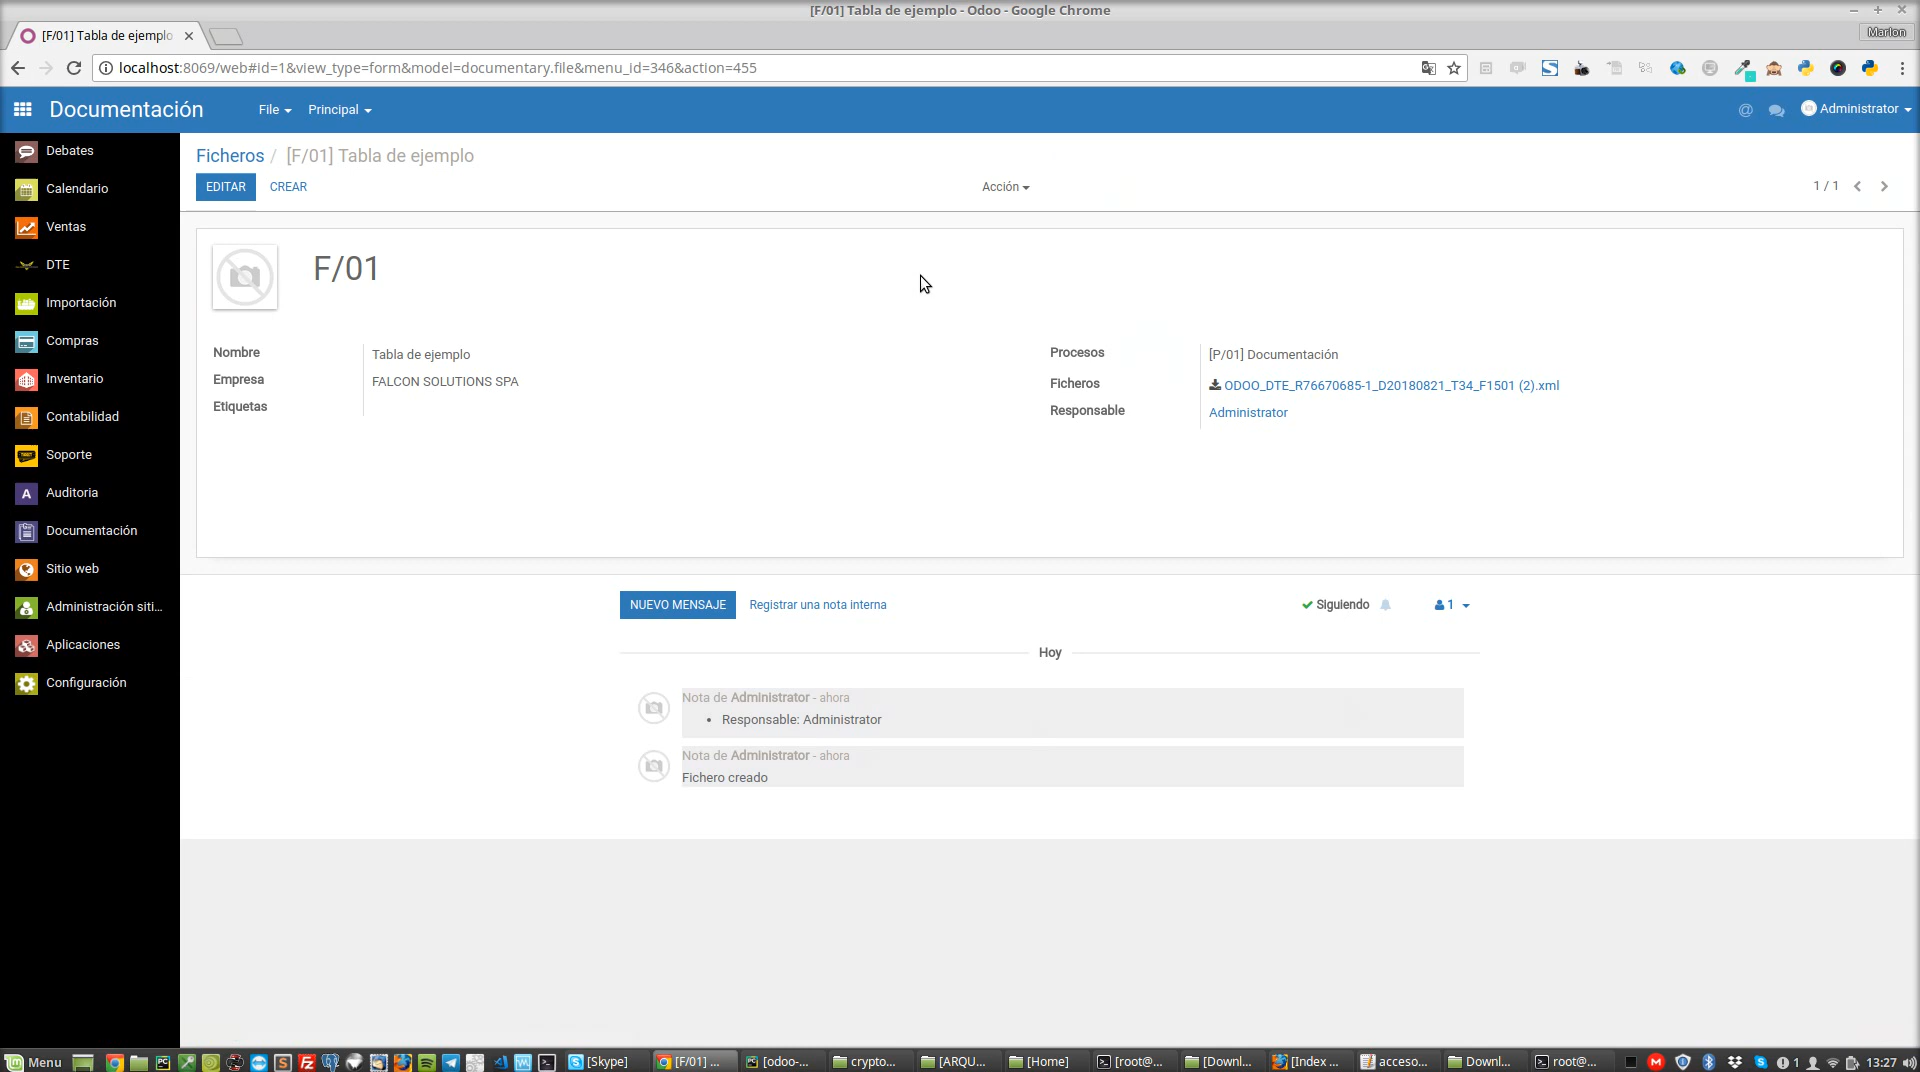 [F/01] Tabla de ejemplo - Odoo - Google Chrome
[F/01] Tabla de ejemplo
Marlon
localhost:8069/web#id=1&view_type=form&model=documentary.file&menu_id=346&action=455
Documentación
File
Principal
Administrator
Debates
Calendario
Ventas
DTE
Importación
Compras
Inventario
Contabilidad
Soporte
Auditoria
Documentación
Sitio web
Administración siti...
Aplicaciones
Configuración
Ficheros / [F/01] Tabla de ejemplo
EDITAR
CREAR
Acción
1 / 1
F/01
Nombre
Tabla de ejemplo
Empresa
FALCON SOLUTIONS SPA
Etiquetas
Procesos
[P/01] Documentación
Ficheros
ODOO_DTE_R76670685-1_D20180821_T34_F1501 (2).xml
Responsable
Administrator
NUEVO MENSAJE
Registrar una nota interna
Siguiendo
1
Hoy
Nota de Administrator - ahora
• Responsable: Administrator
Nota de Administrator - ahora
Fichero creado
Menu
[Skype]
[F/01] ...
[odoo-...
crypto...
[ARQU...
[Home]
[root@...
[Downl...
[Index ...
acceso...
Downl...
root@...
1
13:27